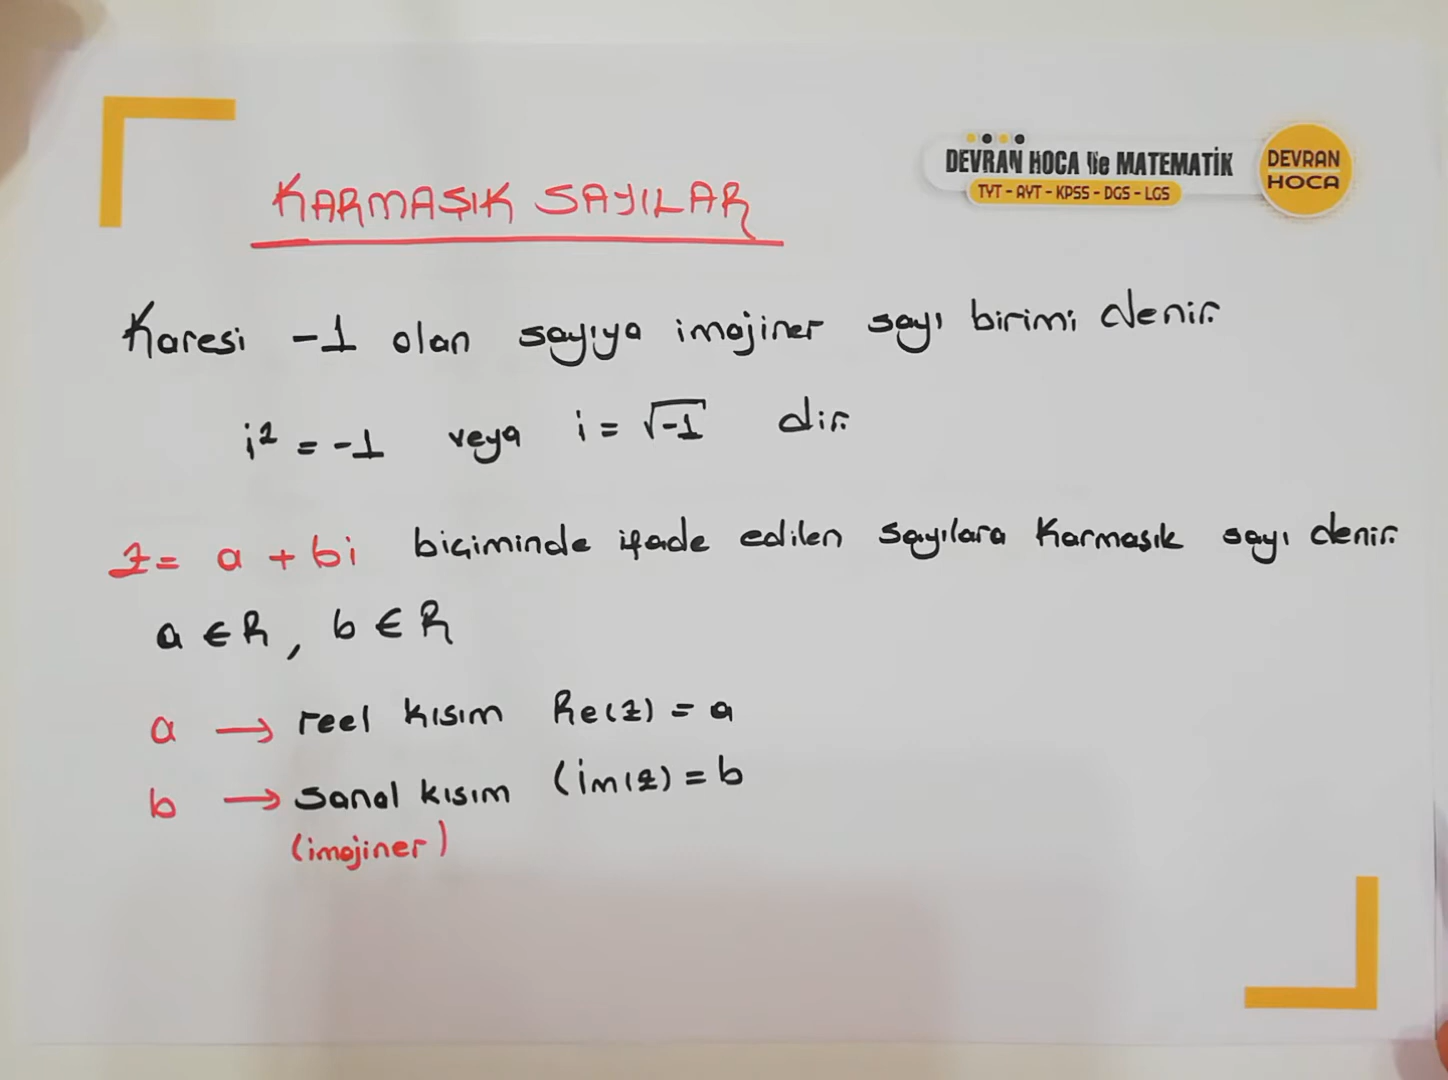 DEVRAN HOCA ile MATEMATİK
TYT - AYT - KPSS - DGS - LGS
DEVRAN
HOCA
KARMAŞIK SAYILAR
Karesi -1 olan sayıya imajiner sayı birimi denir.
i² = -1 veya i = √-1 dir.
z = a + bi biçiminde ifade edilen sayılara Karmaşık sayı denir.
a ∈ R, b ∈ R
a → reel kısım Re(z) = a
b → sanal kısım (im(z) = b
(imajiner)